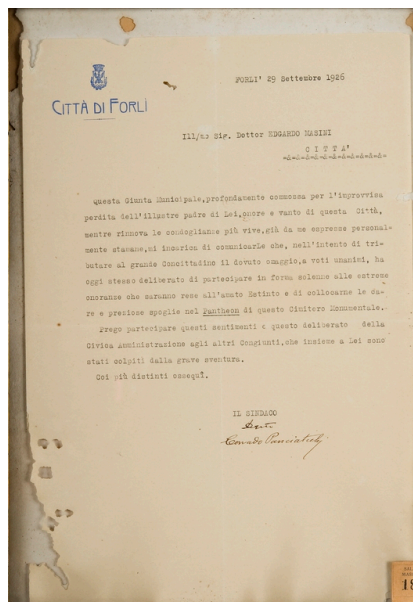 CITTÀ DI FORLÌ
FORLI' 29 Settembre 1926
Ill/mo Sig. Dottor EDGARDO MASINI
C I T T A'
Questa Giunta Municipale,profondamente commossa per l'improvvisa
perdita dell'illustre padre di Lei,onore e vanto di questa Città,
mentre rinnova le condoglianze più vive,già da me espresse personal-
mente stamane,mi incarica di comunicarLe che, nell'intento di tri-
butare al grande Concittadino il dovuto omaggio,a voti unanimi, ha
oggi stesso deliberato di partecipare in forma solenne alle estreme
onoranze che saranno rese all'amato Estinto e di collocarne le ca-
re e preziose spoglie nel Pantheon di questo Cimitero Monumentale.-
Prego partecipare questi sentimenti e questo deliberato della
Civica Amministrazione agli altri Congiunti,che insieme a Lei sono
stati colpiti dalla grave sventura.
Coi più distinti ossequî.
IL SINDACO
Corrado Panciatichi